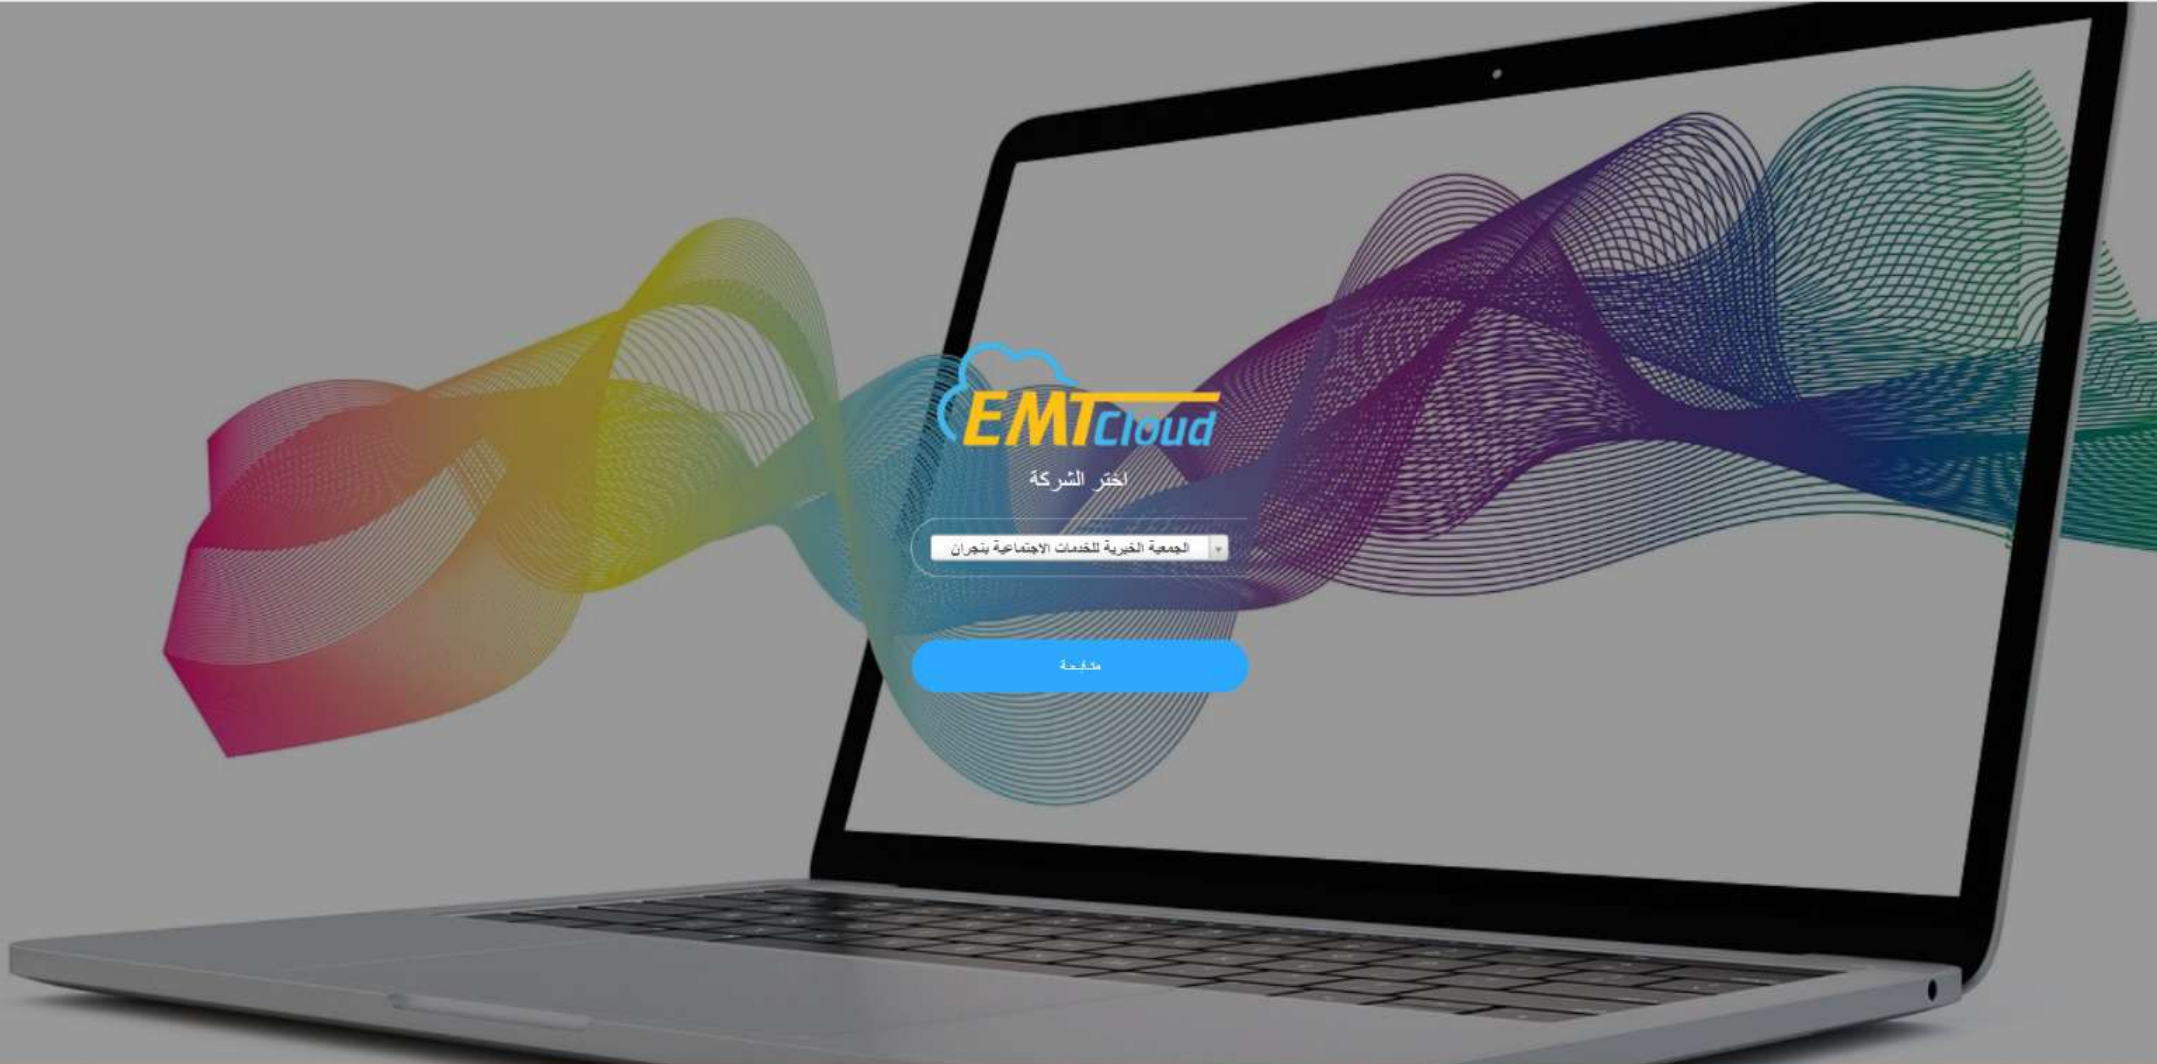 EMTCloud
اختر الشركة
الجمعية الخيرية للخدمات الاجتماعية بنجران
متابعة